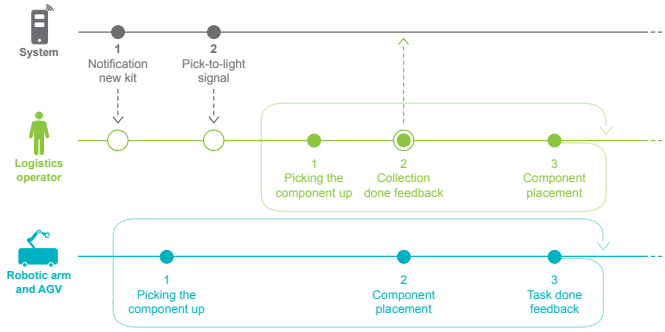 System
1
Notification
new kit
2
Pick-to-light
signal
Logistics
operator
1
Picking the
component up
2
Collection
done feedback
3
Component
placement
Robotic arm
and AGV
1
Picking the
component up
2
Component
placement
3
Task done
feedback